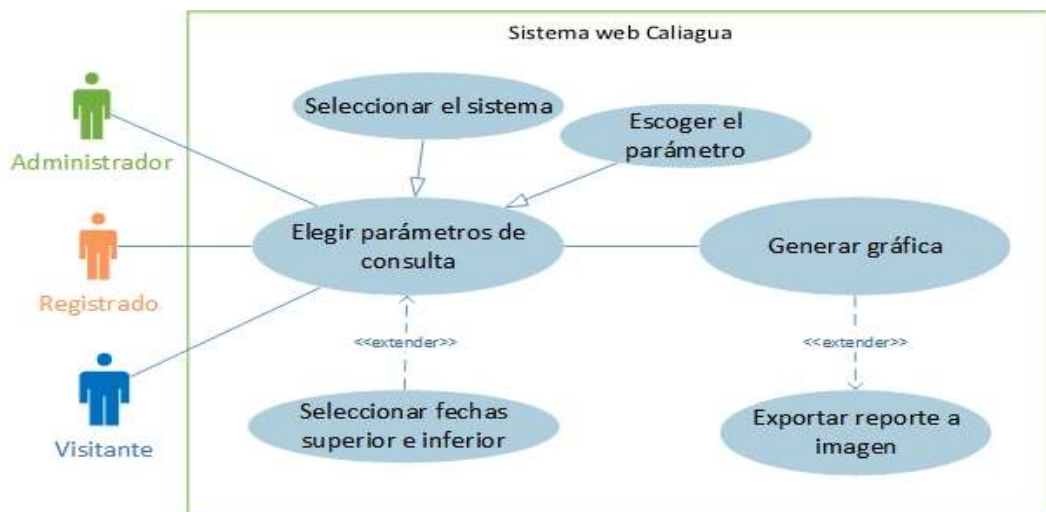 Sistema web Caliagua
Seleccionar el sistema
Escoger el
parámetro
Administrador
Elegir parámetros de
consulta
Generar gráfica
Registrado
<<extender>>
<<extender>>
Seleccionar fechas
superior e inferior
Exportar reporte a
imagen
Visitante